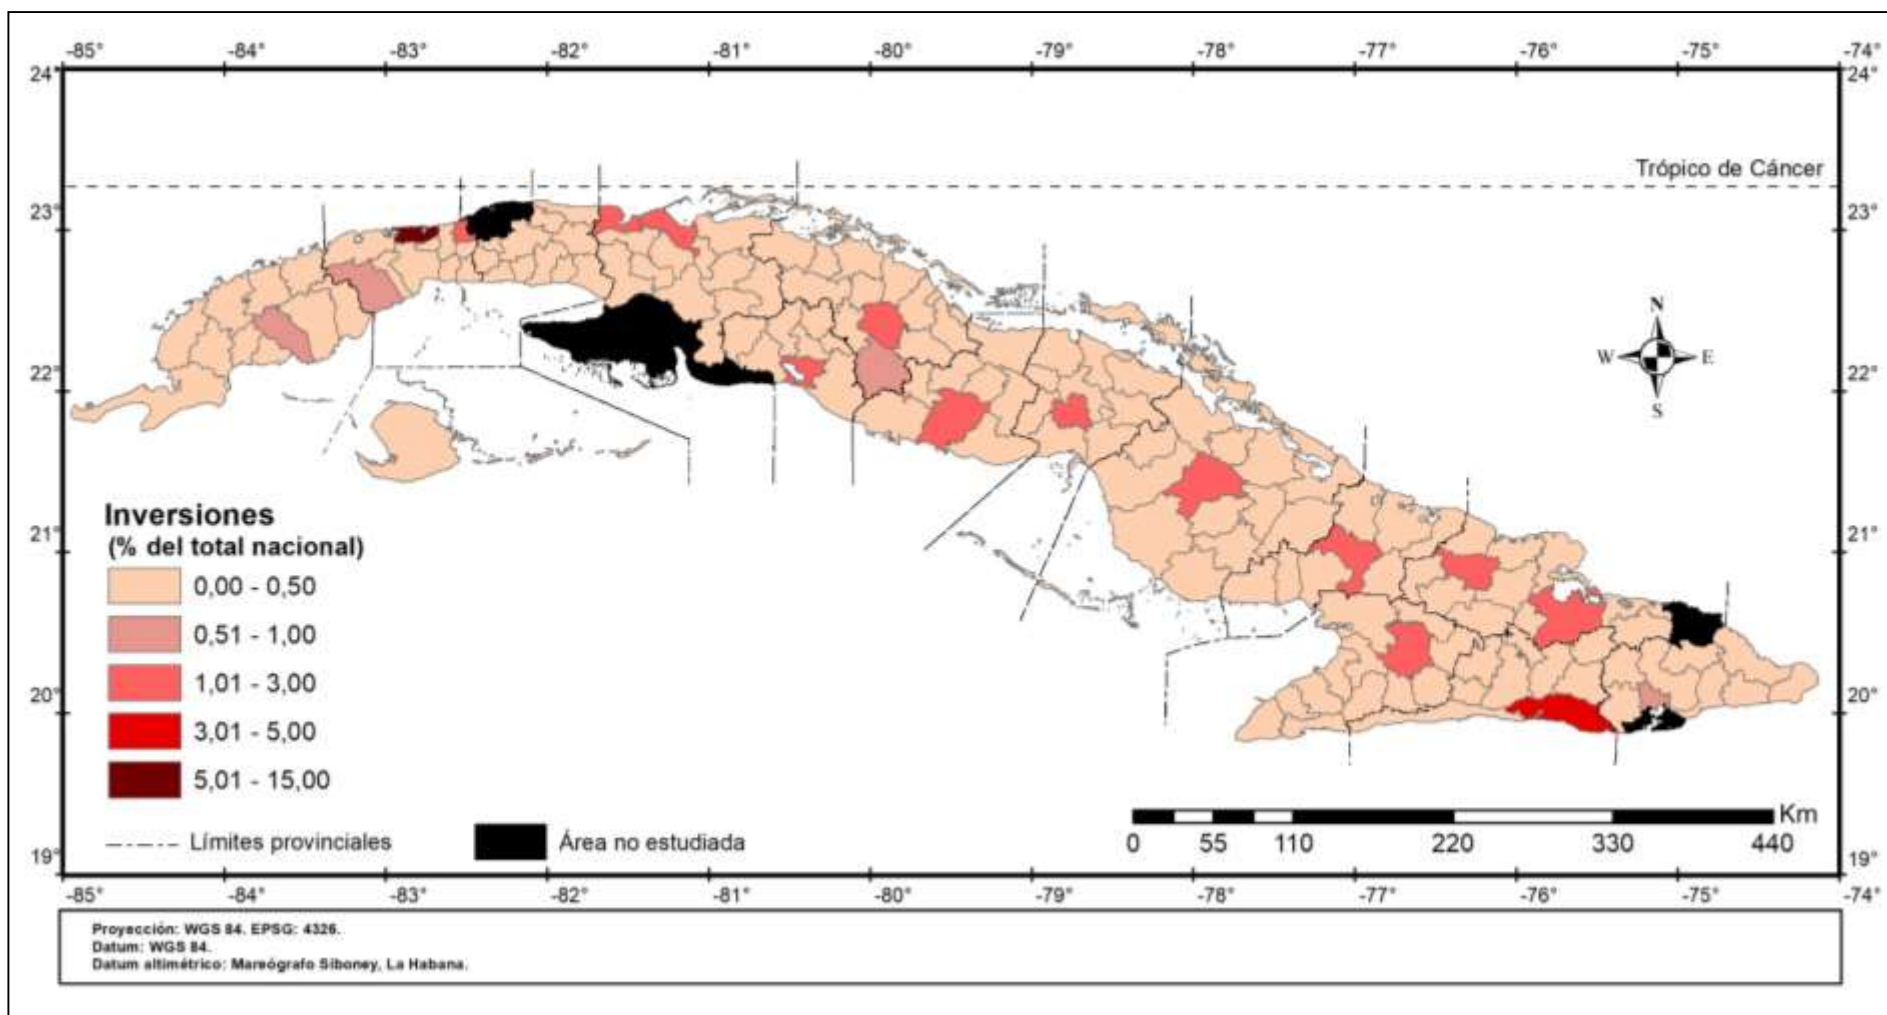 -85° -84° -83° -82° -81° -80° -79° -78° -77° -76° -75° -74°
24° 24°
Trópico de Cáncer
23° 23°
N
W E
S
22° 22°
Inversiones
(% del total nacional)
21° 21°
0,00 - 0,50
0,51 - 1,00
1,01 - 3,00
20° 20°
3,01 - 5,00
5,01 - 15,00
Límites provinciales
Área no estudiada
Km
0 55 110 220 330 440
19° 19°
-85° -84° -83° -82° -81° -80° -79° -78° -77° -76° -75° -74°
Proyección: WGS 84. EPSG: 4326.
Datum: WGS 84.
Datum altimétrico: Mareógrafo Siboney, La Habana.